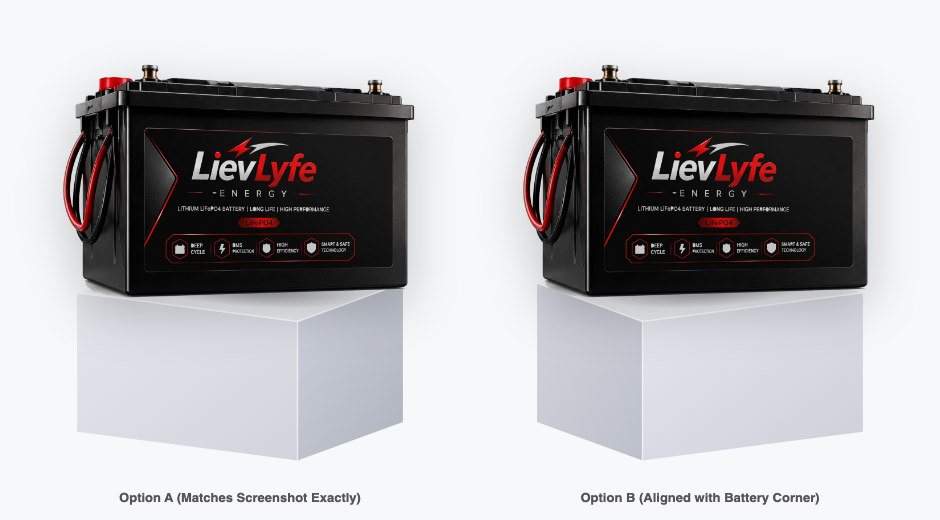 LievLyfe
-ENERGY-
LITHIUM LiFePO4 BATTERY | LONG LIFE | HIGH PERFORMANCE
LiFePO4
DEEP CYCLE
BMS PROTECTION
HIGH EFFICIENCY
SMART & SAFE TECHNOLOGY
Option A (Matches Screenshot Exactly)
LievLyfe
-ENERGY-
LITHIUM LiFePO4 BATTERY | LONG LIFE | HIGH PERFORMANCE
LiFePO4
DEEP CYCLE
BMS PROTECTION
HIGH EFFICIENCY
SMART & SAFE TECHNOLOGY
Option B (Aligned with Battery Corner)